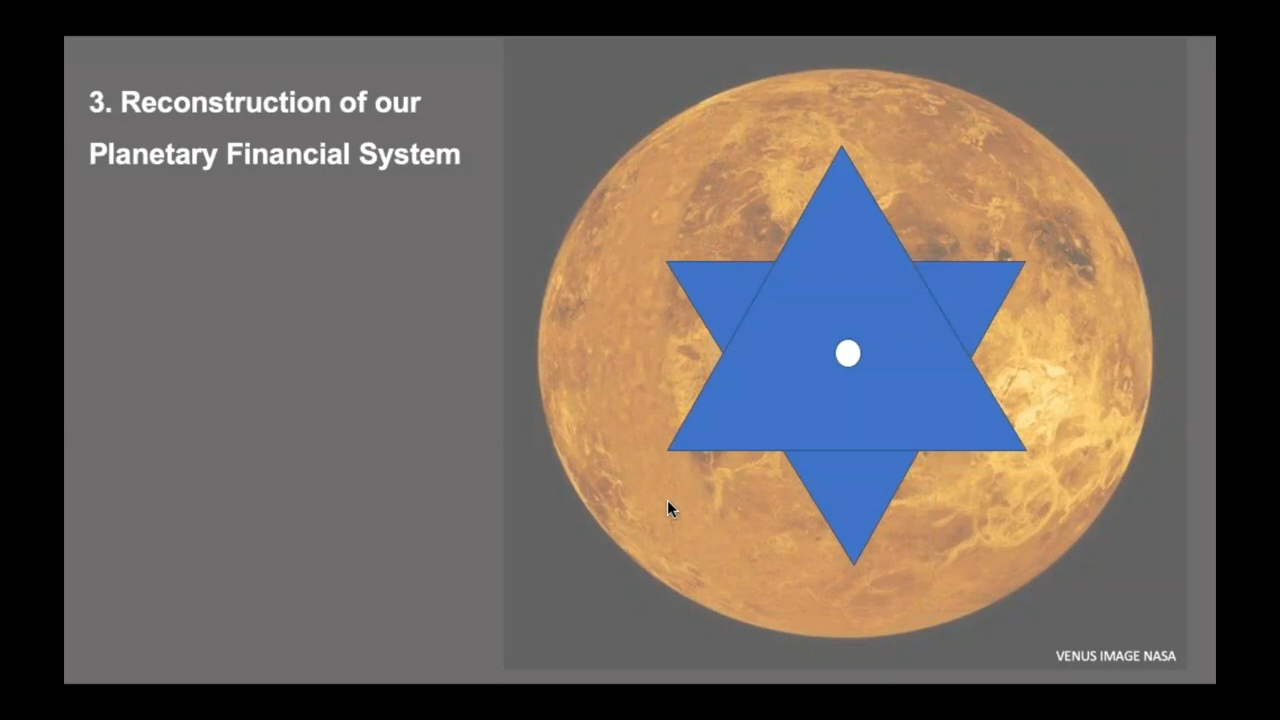 3. Reconstruction of our
Planetary Financial System
VENUS IMAGE NASA